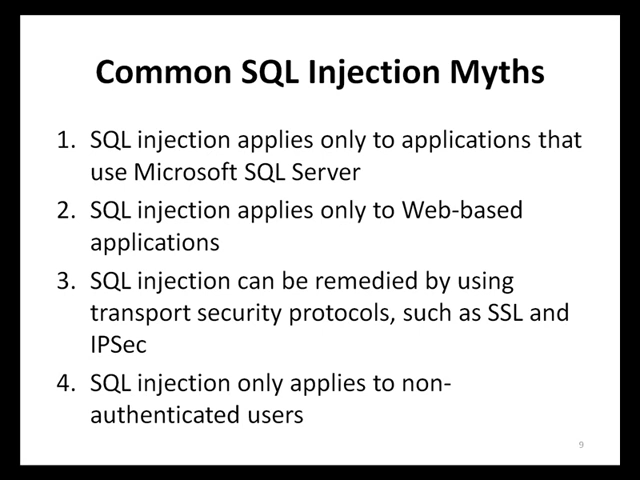 Common SQL Injection Myths
1. SQL injection applies only to applications that
use Microsoft SQL Server
2. SQL injection applies only to Web-based
applications
3. SQL injection can be remedied by using
transport security protocols, such as SSL and
IPSec
4. SQL injection only applies to non-
authenticated users
9